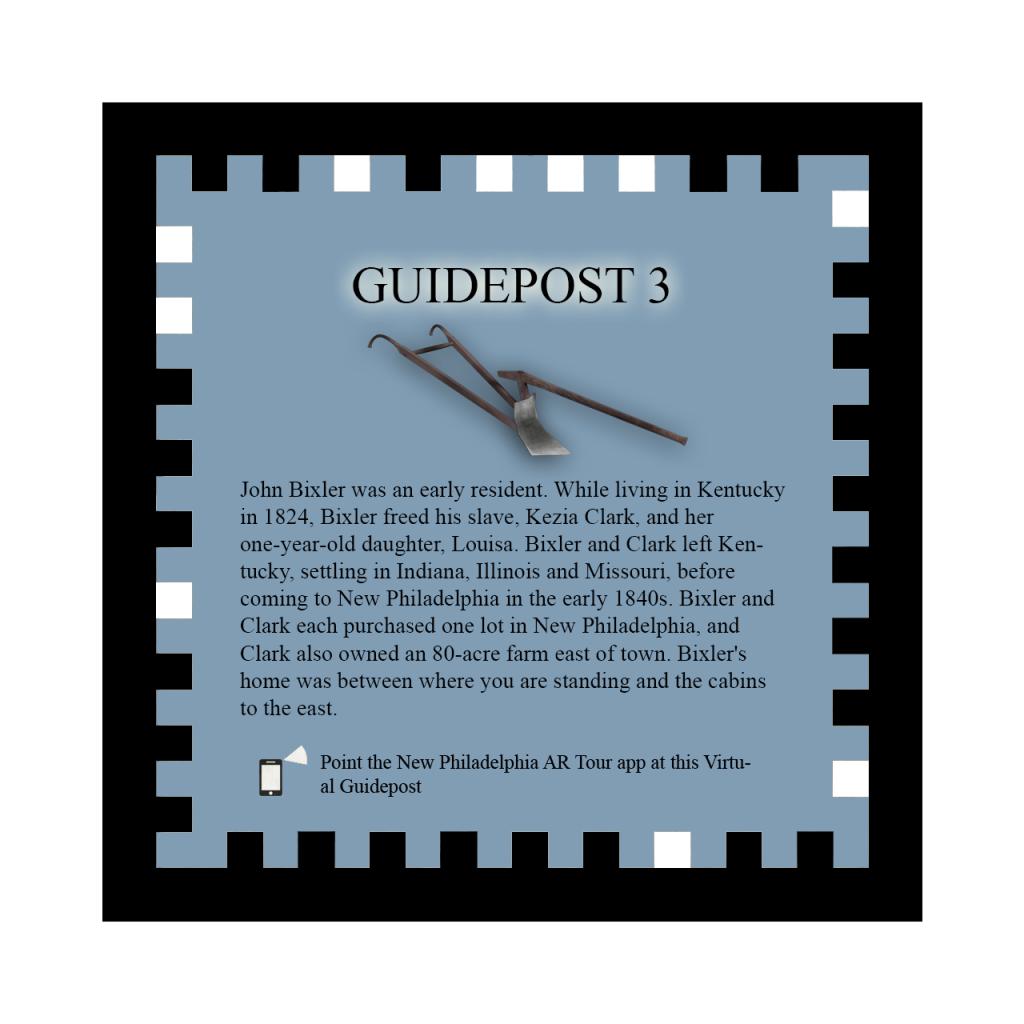 GUIDEPOST 3
John Bixler was an early resident. While living in Kentucky
in 1824, Bixler freed his slave, Kezia Clark, and her
one-year-old daughter, Louisa. Bixler and Clark left Ken-
tucky, settling in Indiana, Illinois and Missouri, before
coming to New Philadelphia in the early 1840s. Bixler and
Clark each purchased one lot in New Philadelphia, and
Clark also owned an 80-acre farm east of town. Bixler's
home was between where you are standing and the cabins
to the east.
Point the New Philadelphia AR Tour app at this Virtu-
al Guidepost